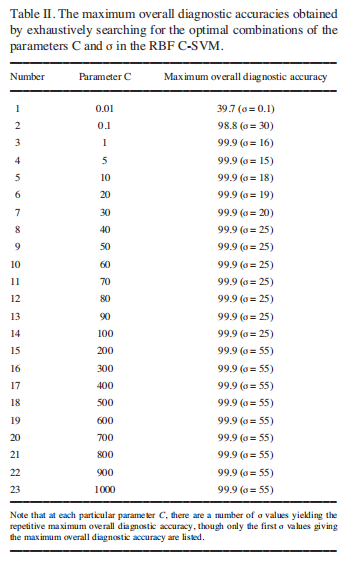 Table II. The maximum overall diagnostic accuracies obtained
by exhaustively searching for the optimal combinations of the
parameters C and σ in the RBF C-SVM.
Number Parameter C Maximum overall diagnostic accuracy
1 0.01 39.7 (σ = 0.1)
2 0.1 98.8 (σ = 30)
3 1 99.9 (σ = 16)
4 5 99.9 (σ = 15)
5 10 99.9 (σ = 18)
6 20 99.9 (σ = 19)
7 30 99.9 (σ = 20)
8 40 99.9 (σ = 25)
9 50 99.9 (σ = 25)
10 60 99.9 (σ = 25)
11 70 99.9 (σ = 25)
12 80 99.9 (σ = 25)
13 90 99.9 (σ = 25)
14 100 99.9 (σ = 25)
15 200 99.9 (σ = 55)
16 300 99.9 (σ = 55)
17 400 99.9 (σ = 55)
18 500 99.9 (σ = 55)
19 600 99.9 (σ = 55)
20 700 99.9 (σ = 55)
21 800 99.9 (σ = 55)
22 900 99.9 (σ = 55)
23 1000 99.9 (σ = 55)
Note that at each particular parameter C, there are a number of σ values yielding the
repetitive maximum overall diagnostic accuracy, though only the first σ values giving
the maximum overall diagnostic accuracy are listed.